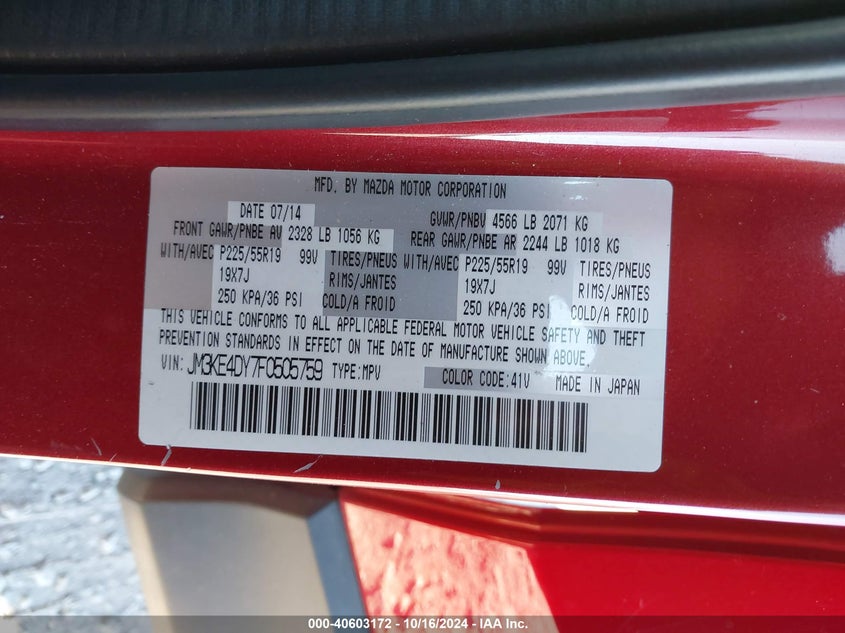 MFD. BY MAZDA MOTOR CORPORATION
DATE 07/14 GVWR/PNBV 4566 LB 2071 KG
FRONT GAWR/PNBE AV 2328 LB 1056 KG REAR GAWR/PNBE AR 2244 LB 1018 KG
WITH/AVEC P225/55R19 99V TIRES/PNEUS WITH/AVEC P225/55R19 99V TIRES/PNEUS
19X7J RIMS/JANTES 19X7J RIMS/JANTES
250 KPA/36 PSI COLD/A FROID 250 KPA/36 PSI COLD/A FROID
THIS VEHICLE CONFORMS TO ALL APPLICABLE FEDERAL MOTOR VEHICLE SAFETY AND THEFT
PREVENTION STANDARDS IN EFFECT ON THE DATE OF MANUFACTURE SHOWN ABOVE.
VIN: JM3KE4DY7F0505759 TYPE:MPV COLOR CODE:41V MADE IN JAPAN
000-40603172 - 10/16/2024 - IAA Inc.